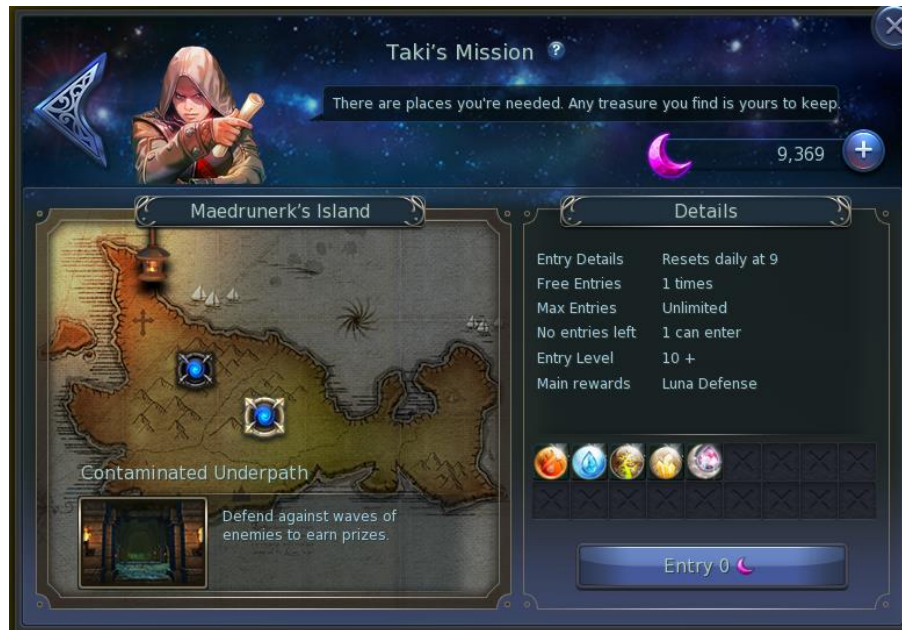 Taki's Mission ?
There are places you're needed. Any treasure you find is yours to keep.
9,369
Maedrunerk's Island
Contaminated Underpath
Defend against waves of
enemies to earn prizes.
Details
Entry Details Resets daily at 9
Free Entries 1 times
Max Entries Unlimited
No entries left 1 can enter
Entry Level 10 +
Main rewards Luna Defense
Entry 0